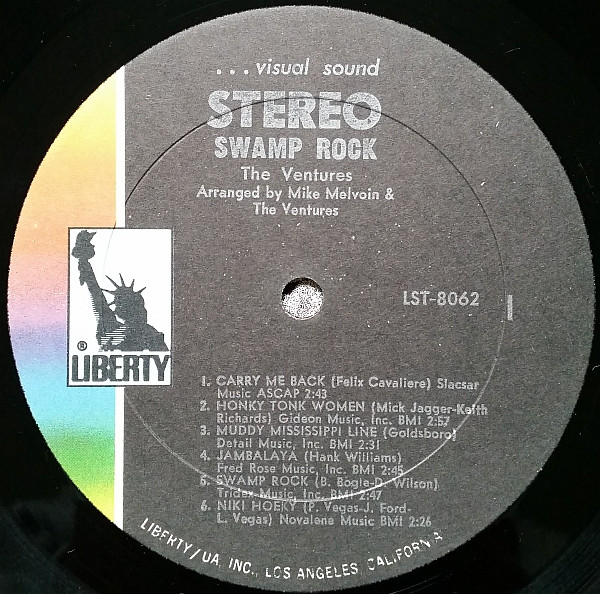 ...visual sound
STEREO
SWAMP ROCK
The Ventures
Arranged by Mike Melvoin &
The Ventures
LST-8062
1
® LIBERTY
1. CARRY ME BACK (Felix Cavaliere) Slacsar
Music ASCAP 2:43
2. HONKY TONK WOMEN (Mick Jagger-Keith
Richards) Gideon Music, Inc. BMI 2:57
3. MUDDY MISSISSIPPI LINE (Goldsboro)
Detail Music, Inc. BMI 2:31
4. JAMBALAYA (Hank Williams)
Fred Rose Music, Inc. BMI 2:45
5. SWAMP ROCK (B. Bogle-D. Wilson)
Tridex Music, Inc. BMI 2:47
6. NIKI HOEKY (P. Vegas-J. Ford-
L. Vegas) Novalene Music BMI 2:26
LIBERTY/UA, INC., LOS ANGELES, CALIFORNIA